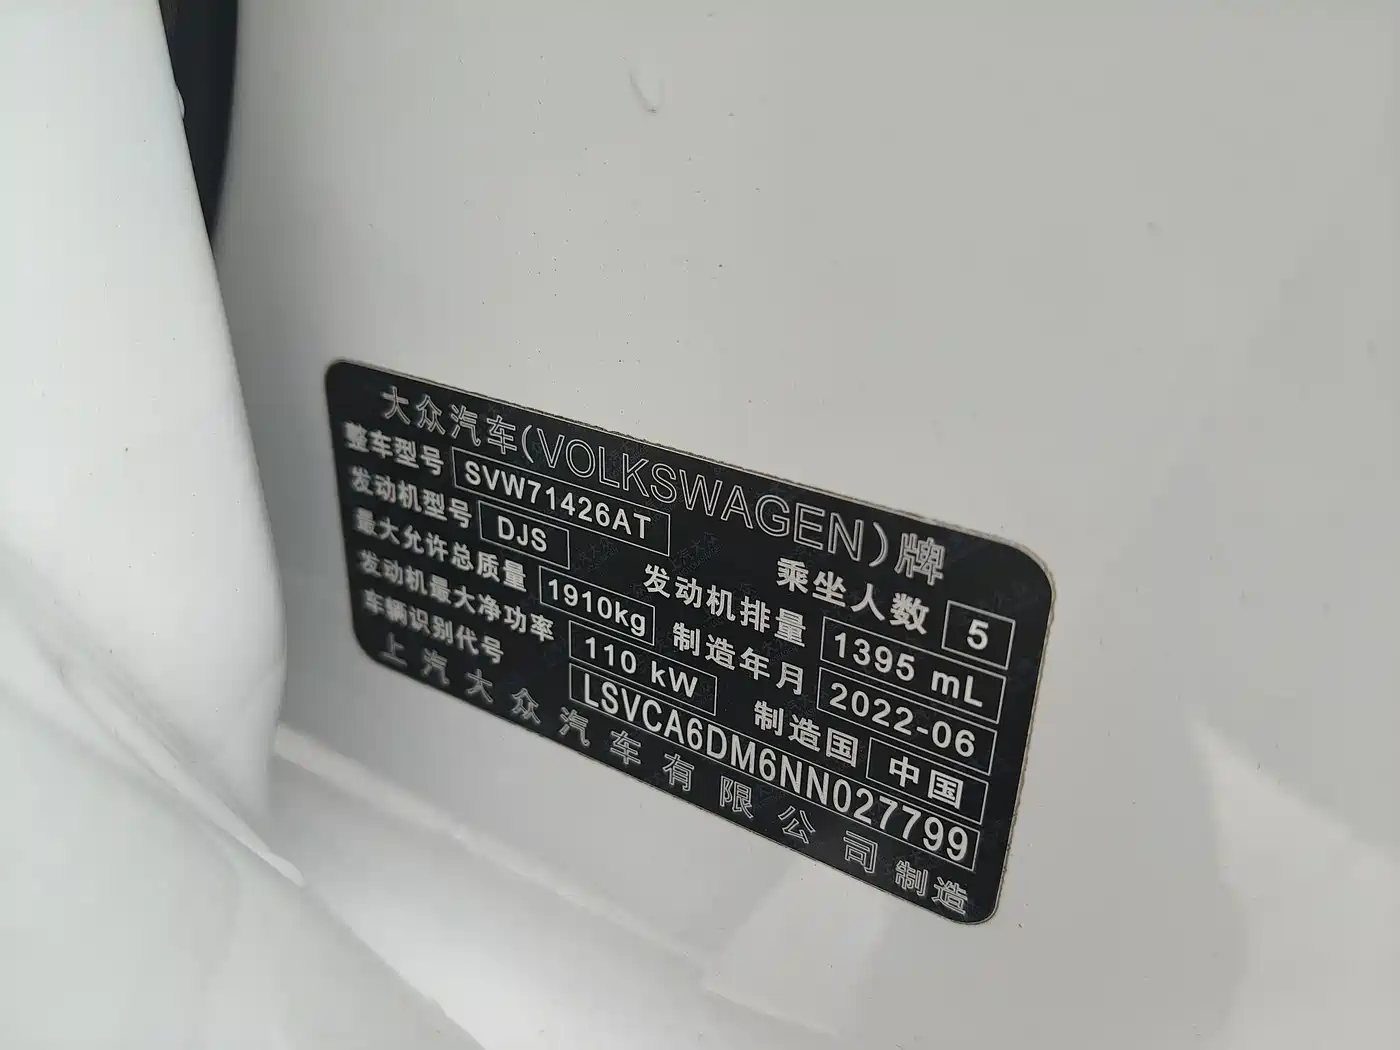 大众汽车(VOLKSWAGEN)牌
整车型号 SVW71426AT 乘坐人数 5
发动机型号 DJS 发动机排量 1395 mL
最大允许总质量 1910kg 制造年月 2022-06
发动机最大净功率 110 kW 制造国 中国
车辆识别代号 LSVCA6DM6NN027799
上汽大众汽车有限公司制造